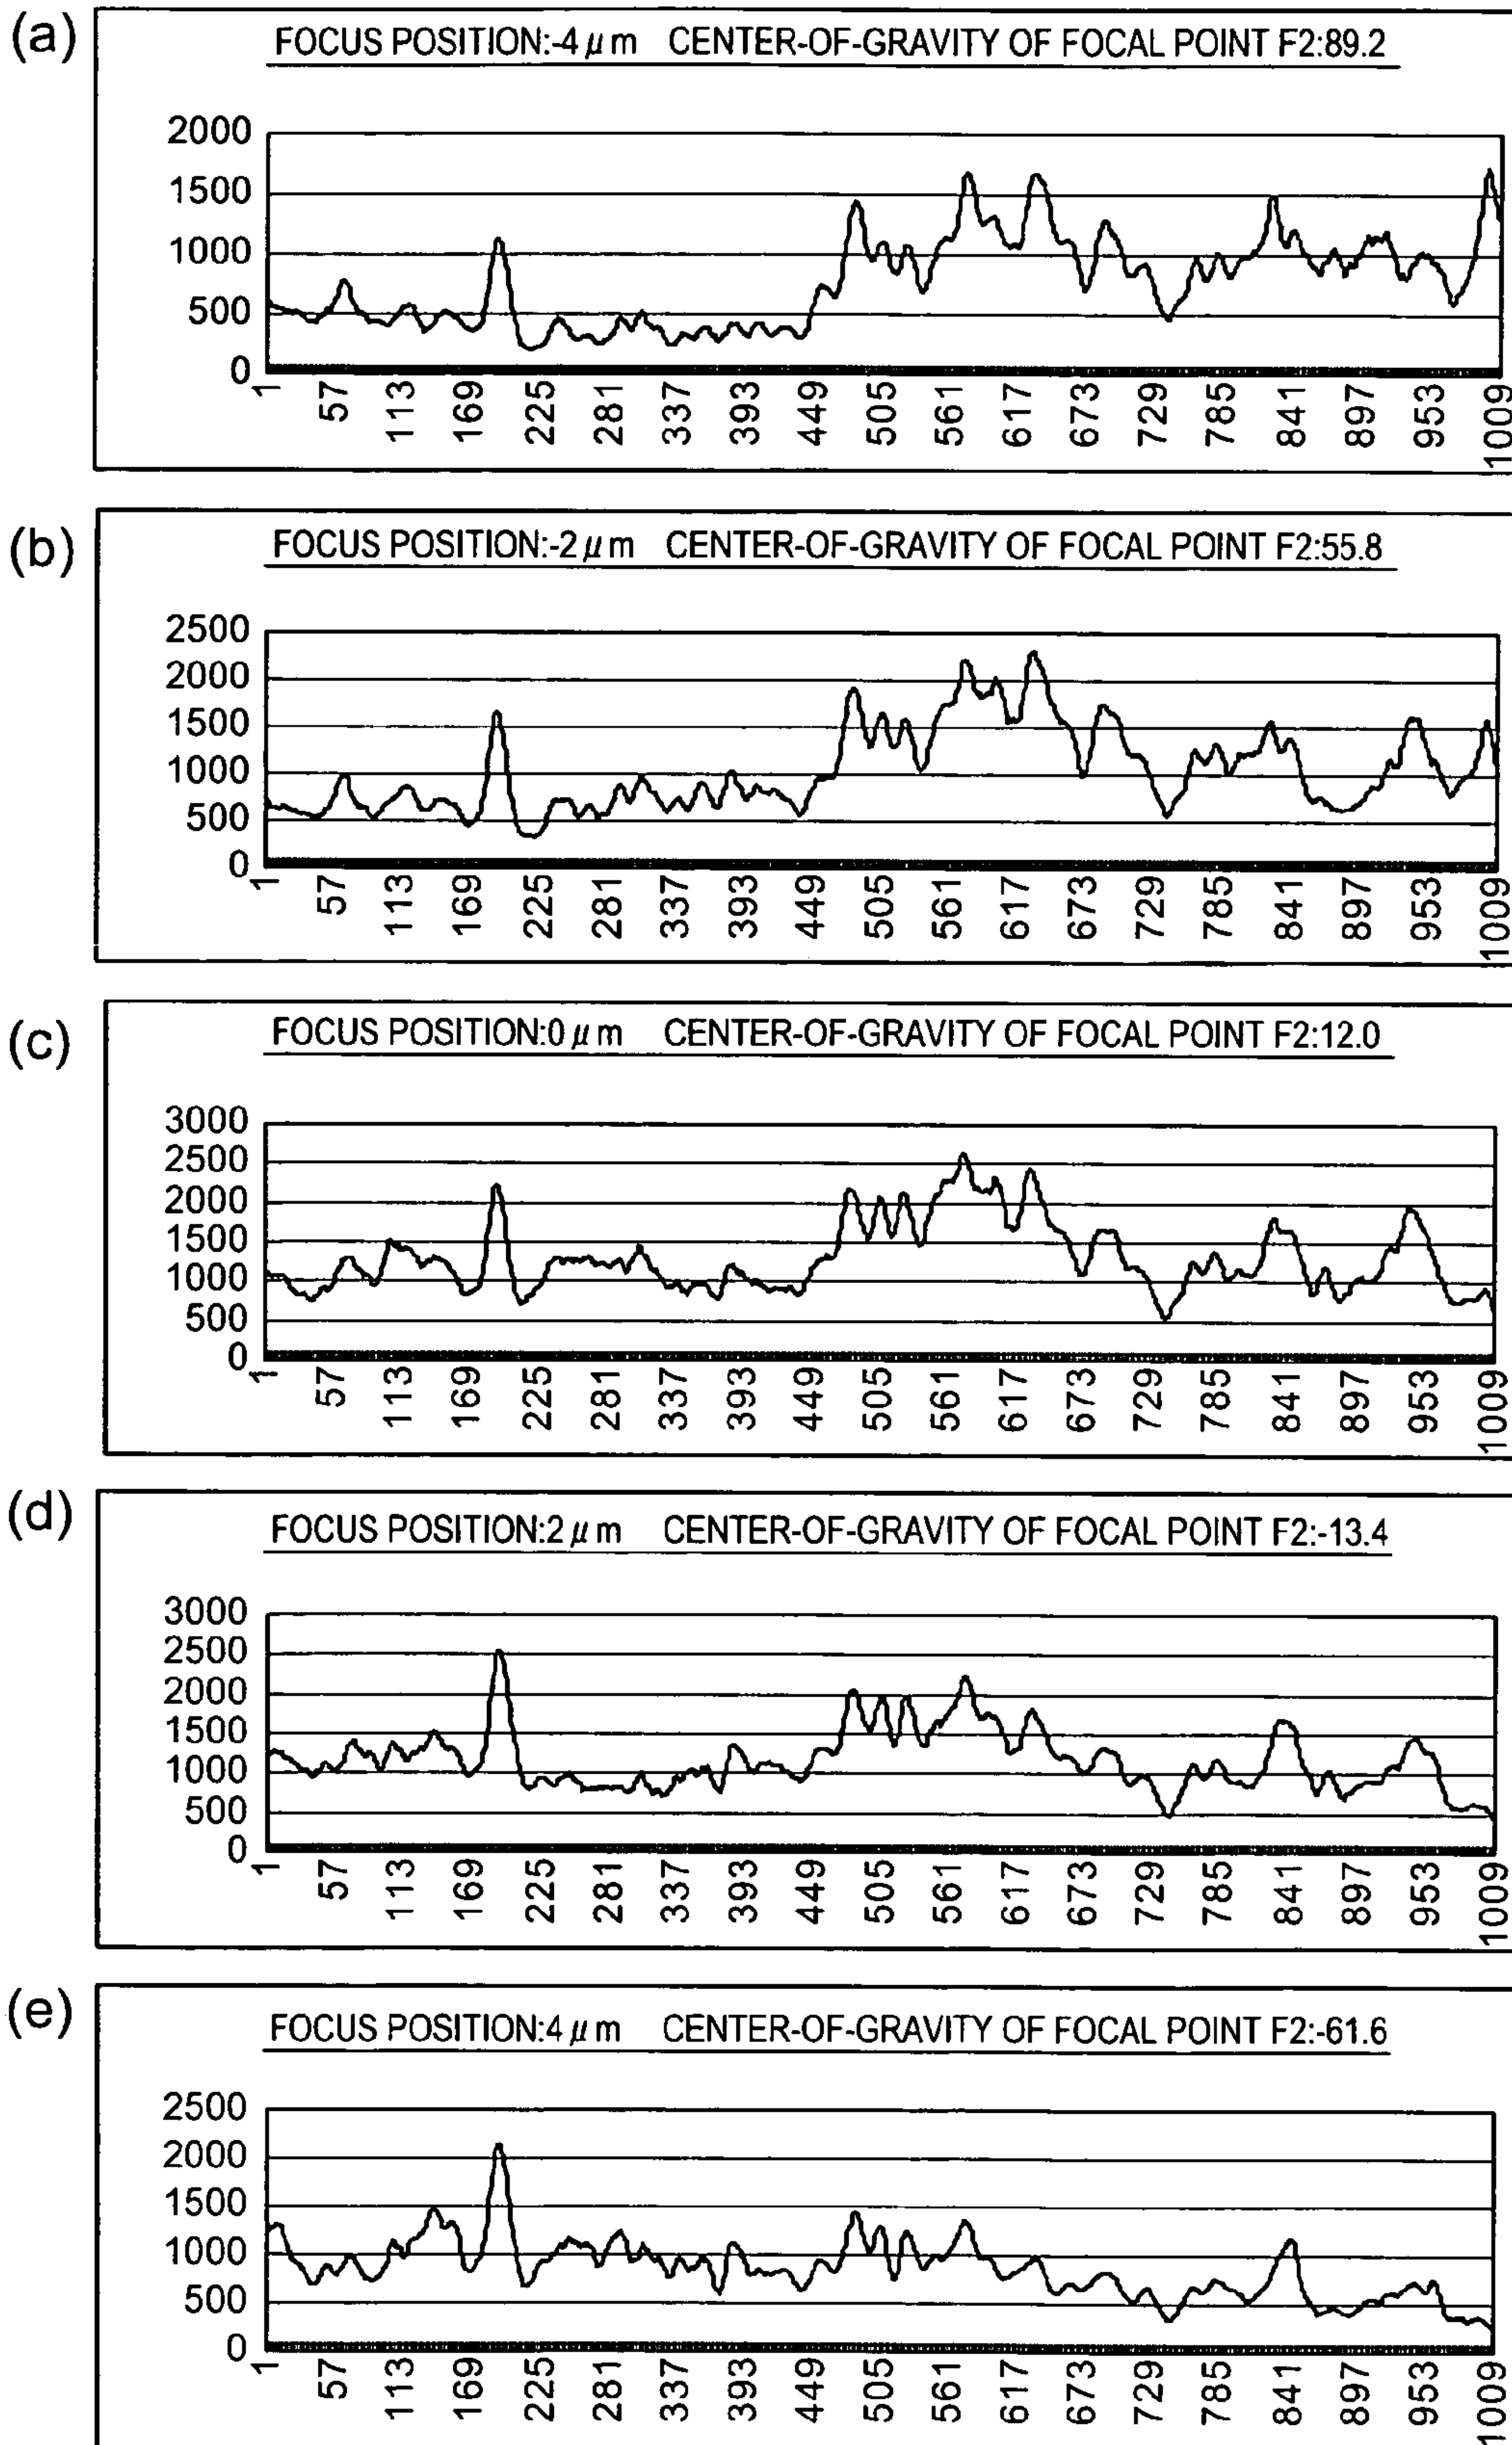 (a)
FOCUS POSITION:-4 μm CENTER-OF-GRAVITY OF FOCAL POINT F2:89.2
2000
1500
1000
500
0
1 57 113 169 225 281 337 393 449 505 561 617 673 729 785 841 897 953 1009
(b)
FOCUS POSITION:-2 μm CENTER-OF-GRAVITY OF FOCAL POINT F2:55.8
2500
2000
1500
1000
500
0
1 57 113 169 225 281 337 393 449 505 561 617 673 729 785 841 897 953 1009
(c)
FOCUS POSITION:0 μm CENTER-OF-GRAVITY OF FOCAL POINT F2:12.0
3000
2500
2000
1500
1000
500
0
1 57 113 169 225 281 337 393 449 505 561 617 673 729 785 841 897 953 1009
(d)
FOCUS POSITION:2 μm CENTER-OF-GRAVITY OF FOCAL POINT F2:-13.4
3000
2500
2000
1500
1000
500
0
1 57 113 169 225 281 337 393 449 505 561 617 673 729 785 841 897 953 1009
(e)
FOCUS POSITION:4 μm CENTER-OF-GRAVITY OF FOCAL POINT F2:-61.6
2500
2000
1500
1000
500
0
1 57 113 169 225 281 337 393 449 505 561 617 673 729 785 841 897 953 1009